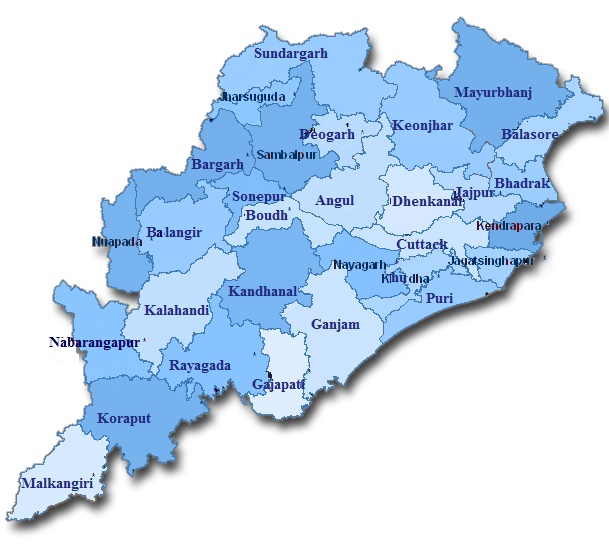 Sundargarh
Mayurbhanj
Jharsuguda
Keonjhar
Deogarh
Balasore
Sambalpur
Bargarh
Bhadrak
Jajpur
Sonepur
Angul
Dhenkanal
Boudh
Kendrapara
Balangir
Nuapada
Cuttack
Jagatsinghapur
Nayagarh
Khurdha
Kandhanal
Puri
Kalahandi
Ganjam
Nabarangapur
Rayagada
Gajapati
Koraput
Malkangiri